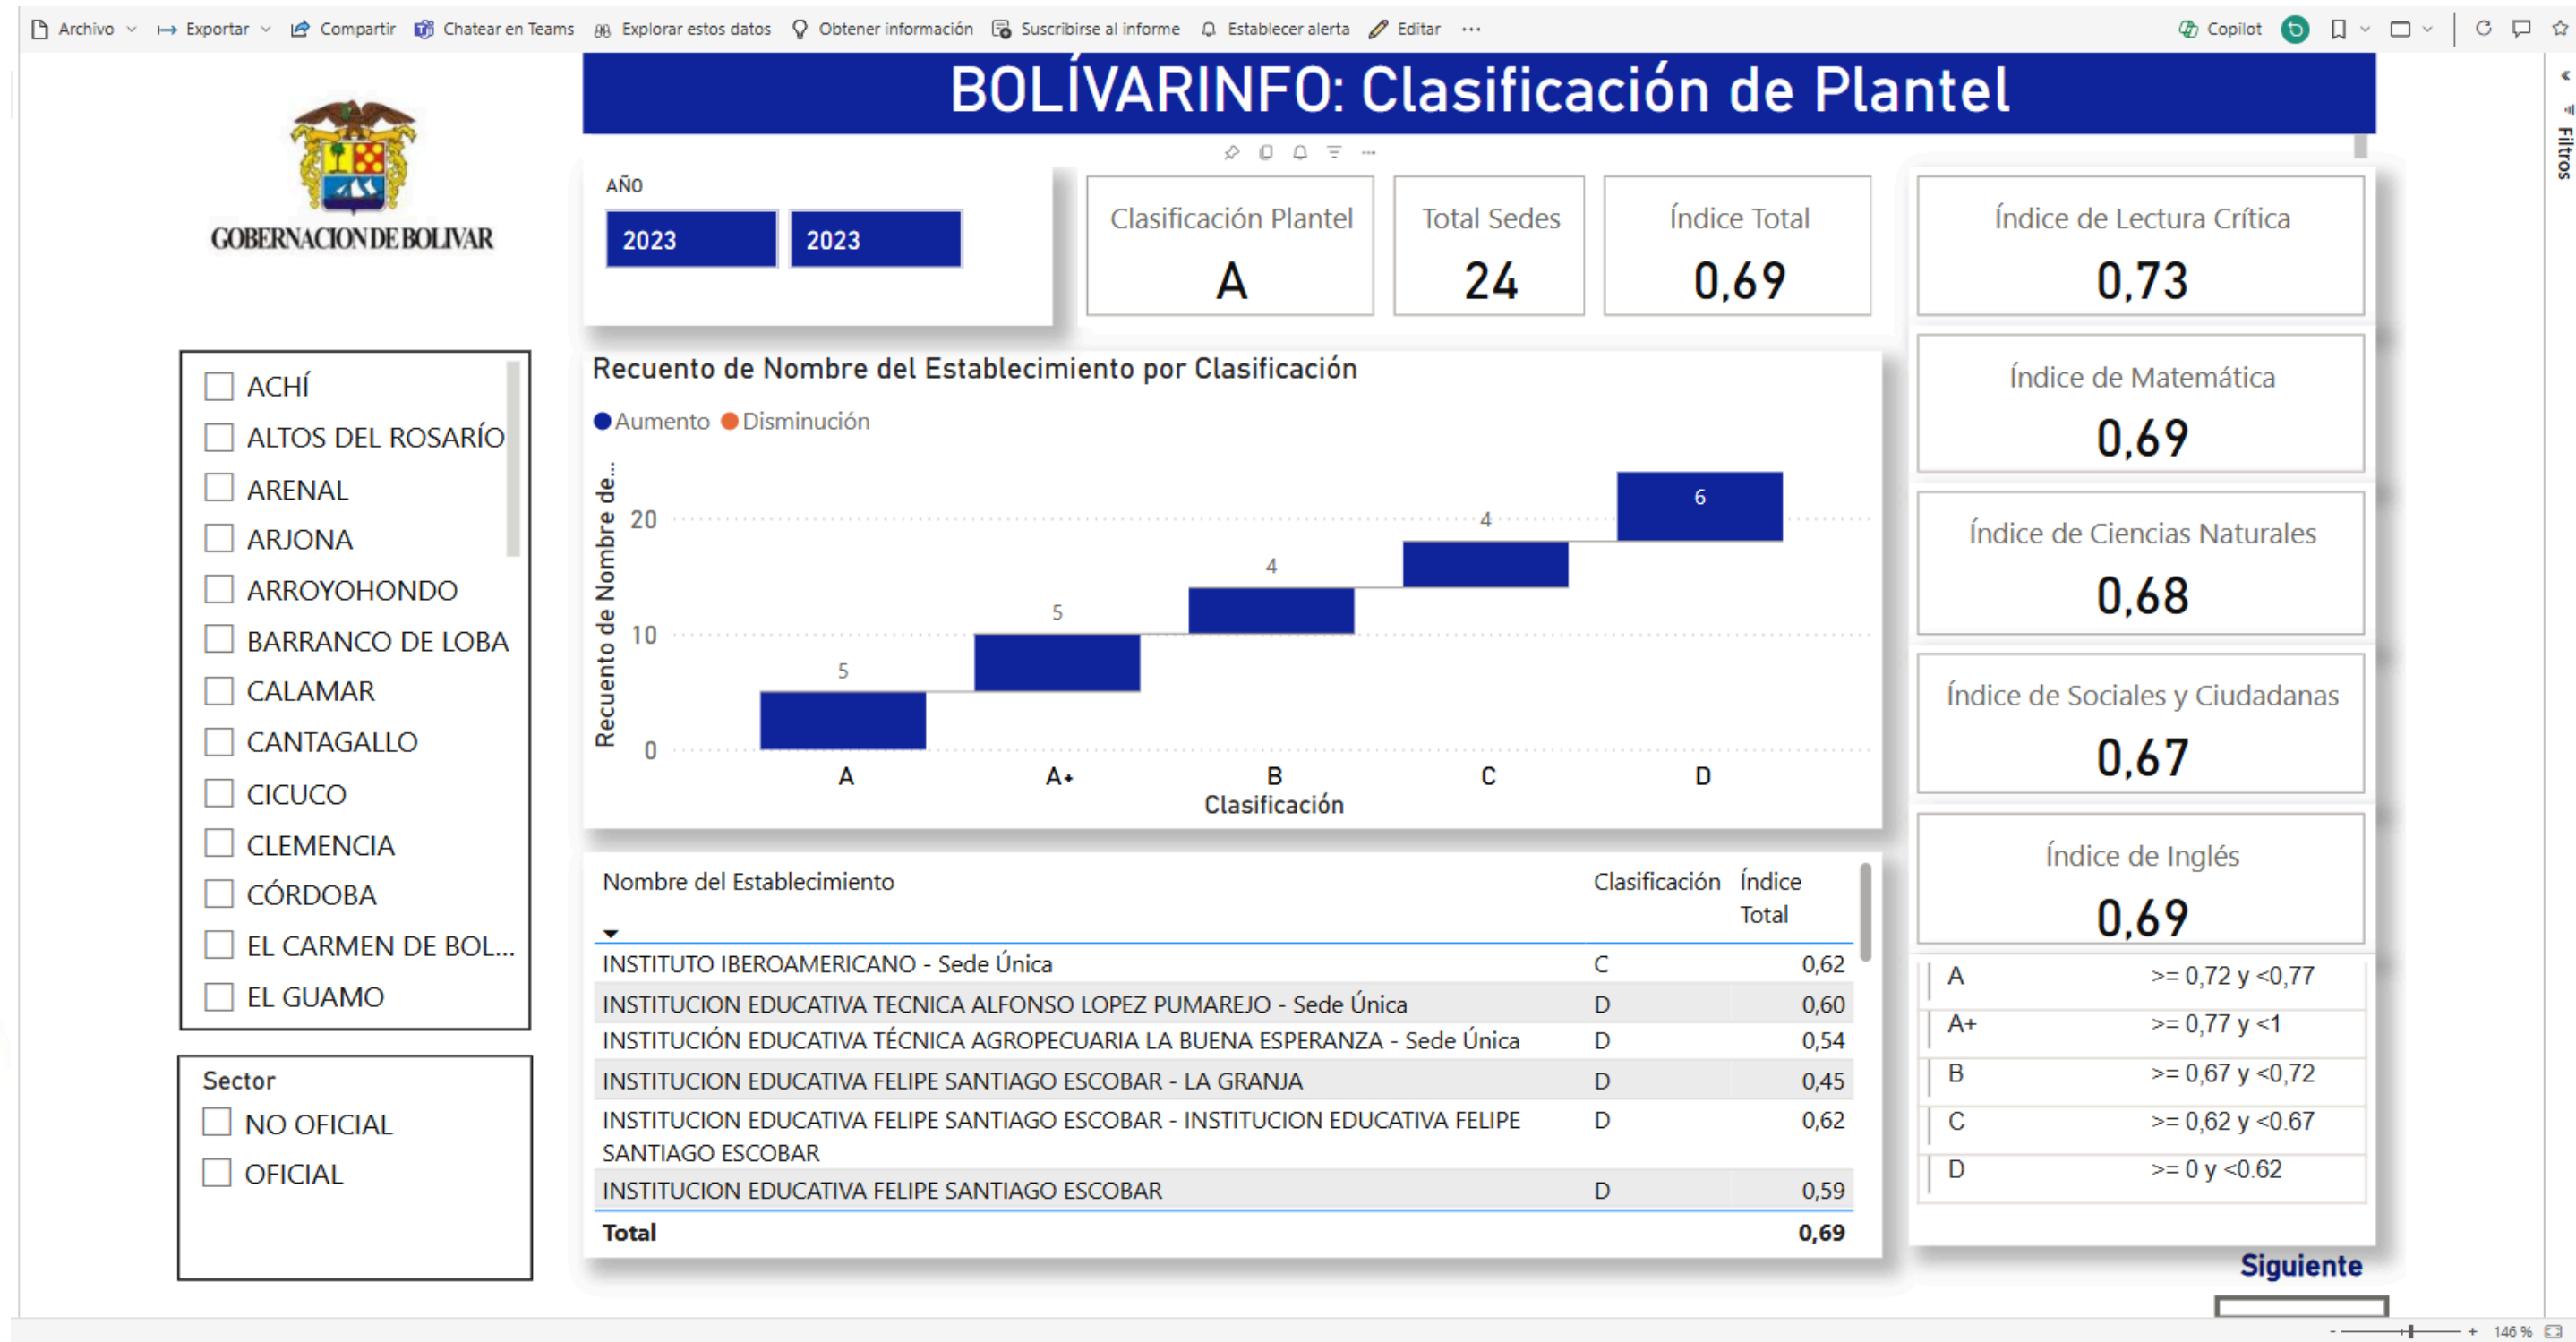 Archivo
Exportar
Compartir
Chatear en Teams
Explorar estos datos
Obtener información
Suscribirse al informe
Establecer alerta
Editar
Copilot
BOLÍVARINFO: Clasificación de Plantel
Filtros
GOBERNACION DE BOLIVAR
AÑO
2023
2023
Clasificación Plantel
A
Total Sedes
24
Índice Total
0,69
Índice de Lectura Crítica
0,73
Índice de Matemática
0,69
Índice de Ciencias Naturales
0,68
Índice de Sociales y Ciudadanas
0,67
Índice de Inglés
0,69
ACHÍ
ALTOS DEL ROSARÍO
ARENAL
ARJONA
ARROYOHONDO
BARRANCO DE LOBA
CALAMAR
CANTAGALLO
CICUCO
CLEMENCIA
CÓRDOBA
EL CARMEN DE BOL...
EL GUAMO
Sector
NO OFICIAL
OFICIAL
Recuento de Nombre del Establecimiento por Clasificación
Aumento Disminución
Recuento de Nombre de...
20
10
0
5
5
4
4
6
A A+ B C D
Clasificación
Nombre del Establecimiento Clasificación Índice
Total
INSTITUTO IBEROAMERICANO - Sede Única C 0,62
INSTITUCION EDUCATIVA TECNICA ALFONSO LOPEZ PUMAREJO - Sede Única D 0,60
INSTITUCIÓN EDUCATIVA TÉCNICA AGROPECUARIA LA BUENA ESPERANZA - Sede Única D 0,54
INSTITUCION EDUCATIVA FELIPE SANTIAGO ESCOBAR - LA GRANJA D 0,45
INSTITUCION EDUCATIVA FELIPE SANTIAGO ESCOBAR - INSTITUCION EDUCATIVA FELIPE D 0,62
SANTIAGO ESCOBAR
INSTITUCION EDUCATIVA FELIPE SANTIAGO ESCOBAR D 0,59
Total 0,69
A >= 0,72 y <0,77
A+ >= 0,77 y <1
B >= 0,67 y <0,72
C >= 0,62 y <0.67
D >= 0 y <0.62
Siguiente
- + 146 %